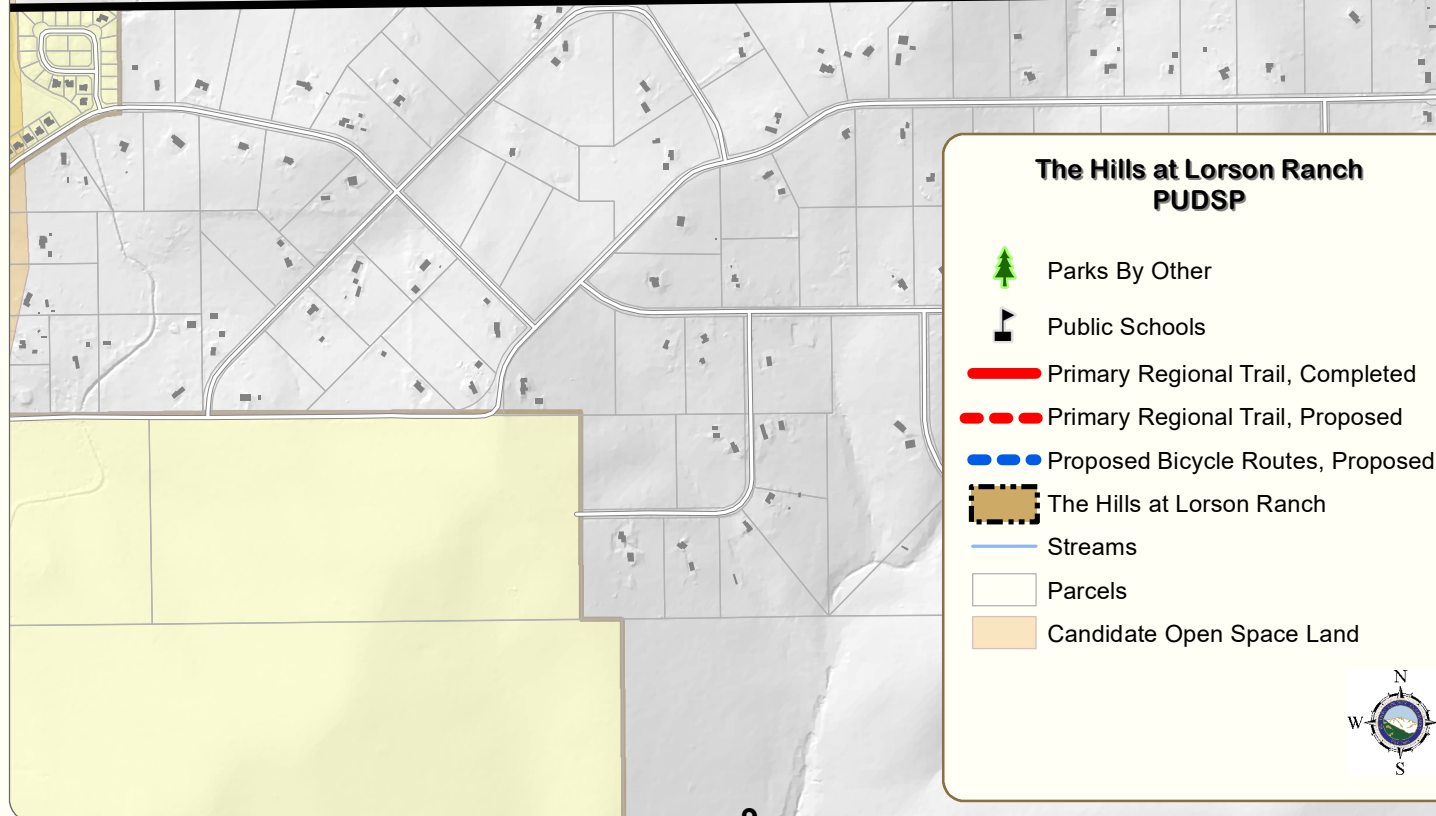 The Hills at Lorson Ranch
PUDSP
Parks By Other
Public Schools
Primary Regional Trail, Completed
Primary Regional Trail, Proposed
Proposed Bicycle Routes, Proposed
The Hills at Lorson Ranch
Streams
Parcels
Candidate Open Space Land
N
W
S